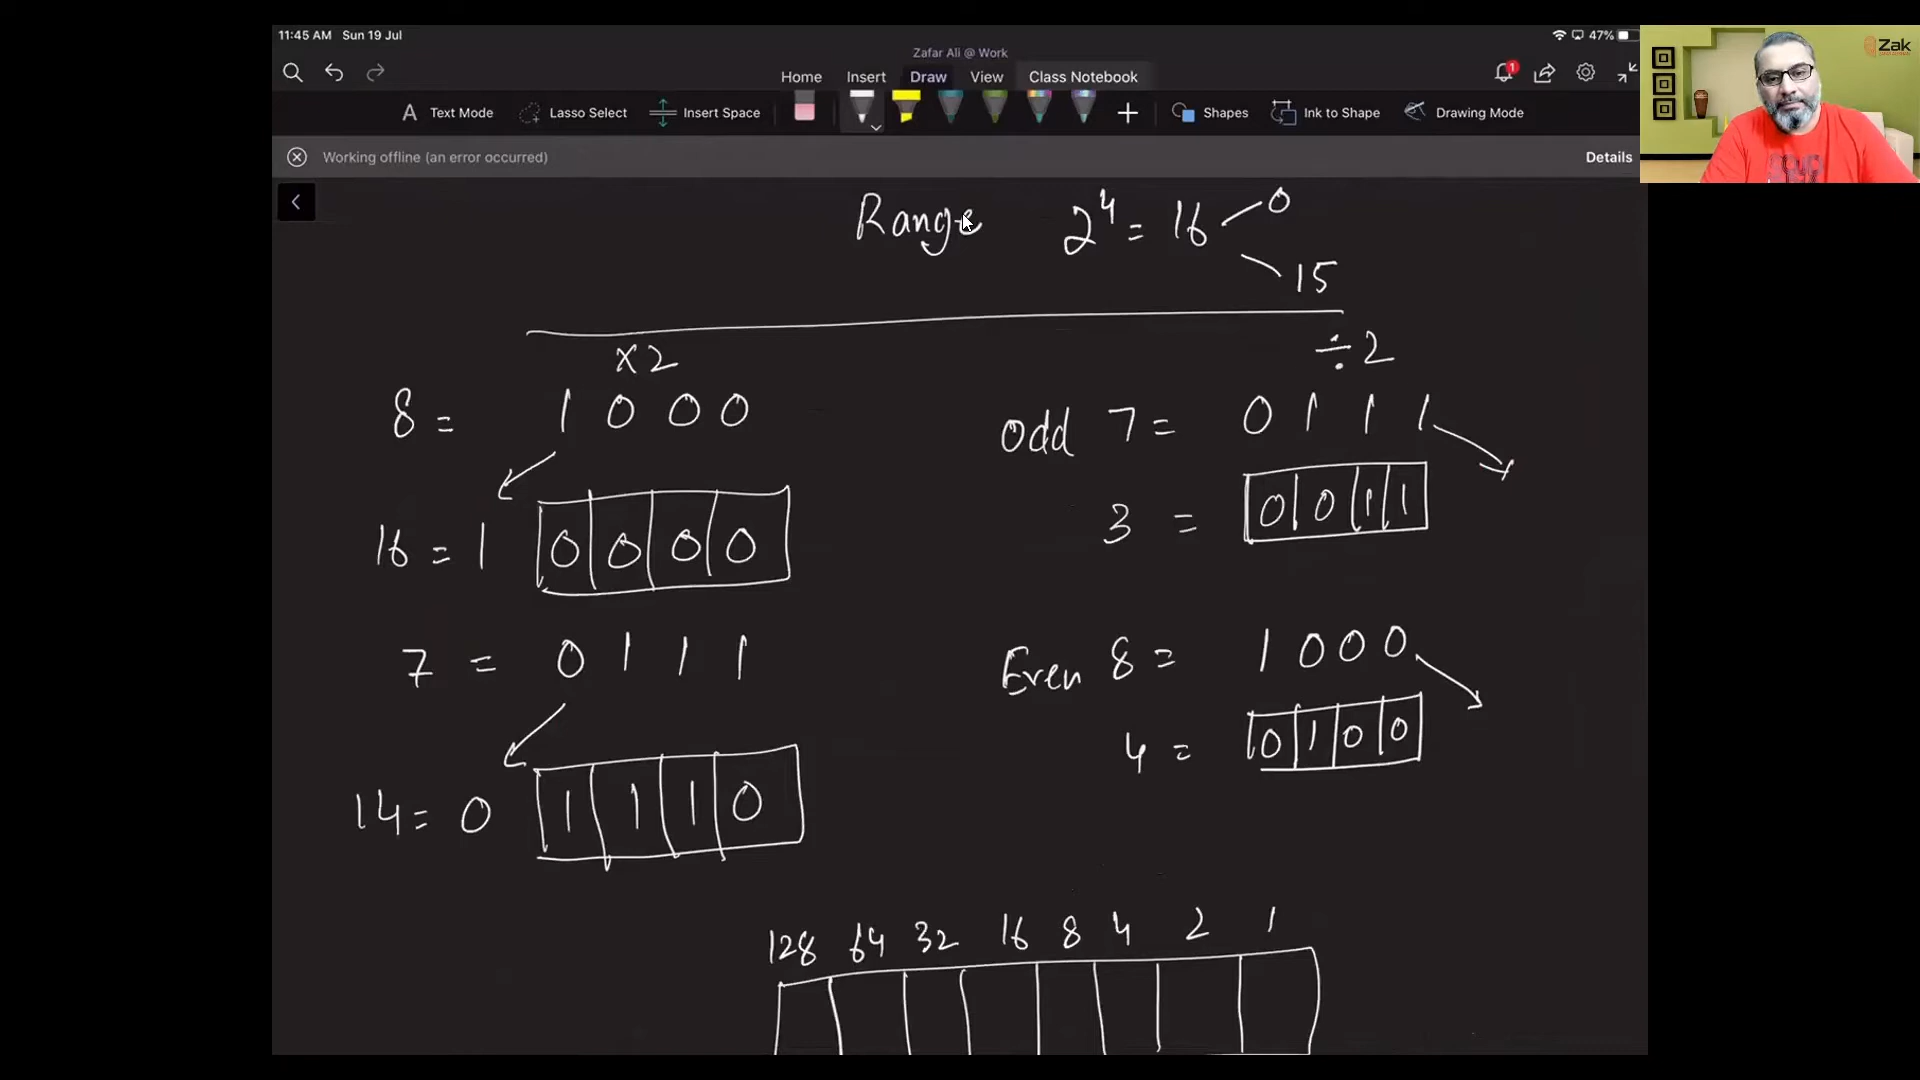 11:45 AM Sun 19 Jul 47%
Zafar Ali @ Work
Home Insert Draw View Class Notebook 1
A Text Mode Lasso Select Insert Space Shapes Ink to Shape Drawing Mode
Working offline (an error occurred) Details
Zak
Range 2⁴ = 16 0
15
x2 ÷2
8 = 1 0 0 0
16 = 1 0 0 0 0
7 = 0 1 1 1
14 = 0 1 1 1 0
Odd 7 = 0 1 1 1
3 = 0 0 1 1
Even 8 = 1 0 0 0
4 = 0 1 0 0
128 64 32 16 8 4 2 1